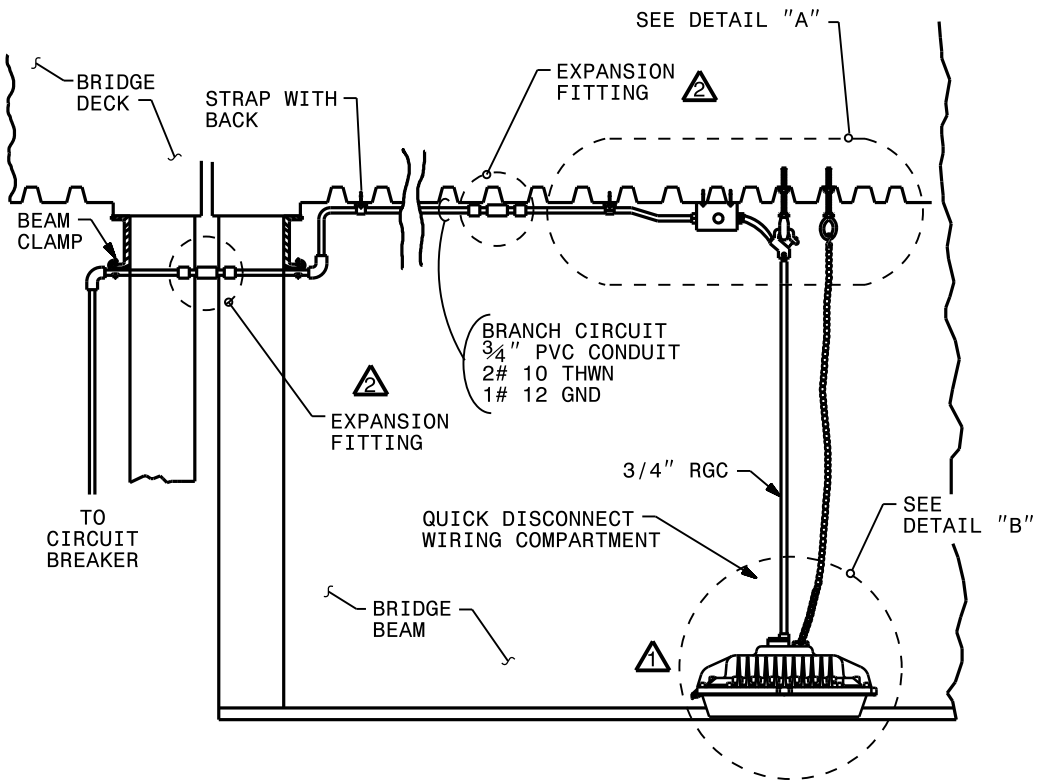 SEE DETAIL "A"
EXPANSION
FITTING
2
BRIDGE
DECK
STRAP WITH
BACK
BEAM
CLAMP
BRANCH CIRCUIT
3/4" PVC CONDUIT
2# 10 THWN
1# 12 GND
2
EXPANSION
FITTING
3/4" RGC
SEE
DETAIL "B"
QUICK DISCONNECT
WIRING COMPARTMENT
TO
CIRCUIT
BREAKER
BRIDGE
BEAM
1